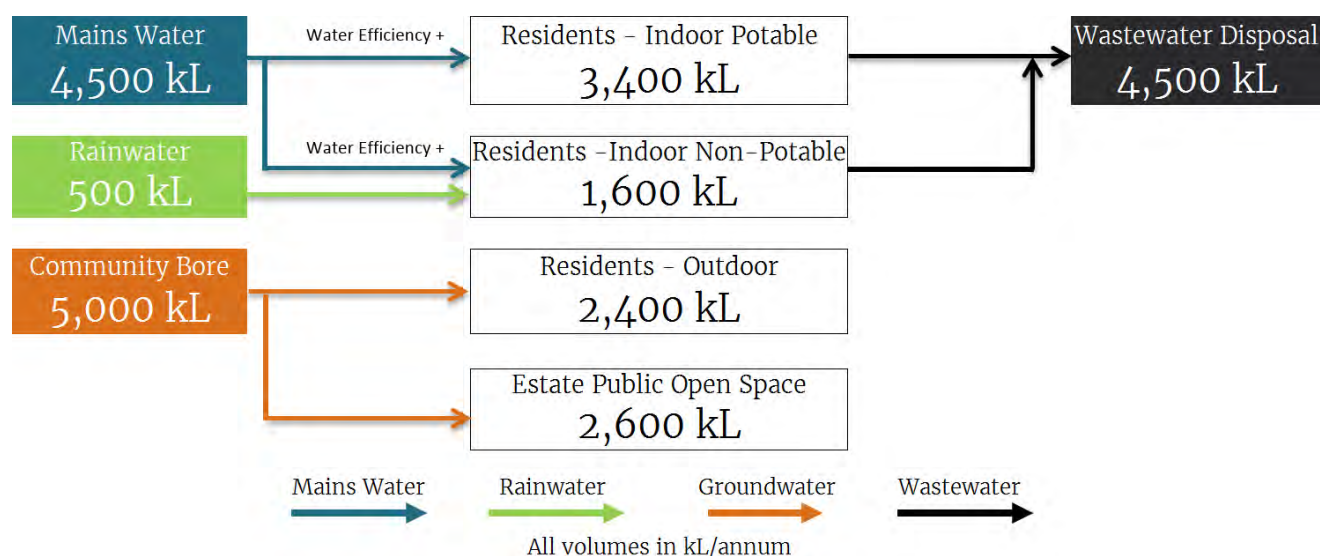 Mains Water
4,500 kL
Water Efficiency +
Residents - Indoor Potable
3,400 kL
Wastewater Disposal
4,500 kL
Rainwater
500 kL
Water Efficiency +
Residents -Indoor Non-Potable
1,600 kL
Community Bore
5,000 kL
Residents - Outdoor
2,400 kL
Estate Public Open Space
2,600 kL
Mains Water
Rainwater
Groundwater
Wastewater
All volumes in kL/annum